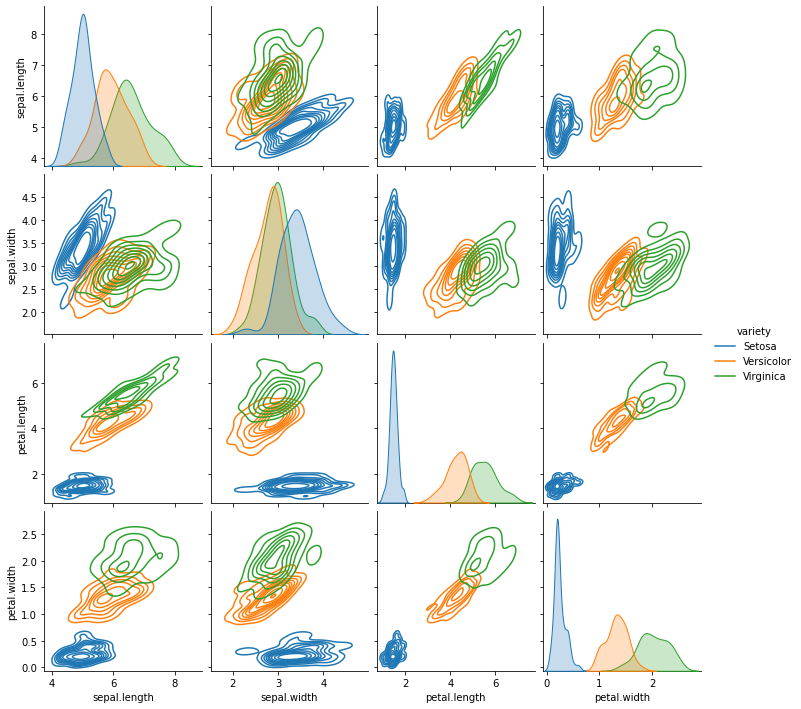 sepal.length
8
7
6
5
4
sepal.width
4.5
4.0
3.5
3.0
2.5
2.0
variety
Setosa
Versicolor
Virginica
petal.length
6
4
2
petal.width
2.5
2.0
1.5
1.0
0.5
0.0
4 6 8 2 3 4 2 4 6 0 1 2
sepal.length sepal.width petal.length petal.width